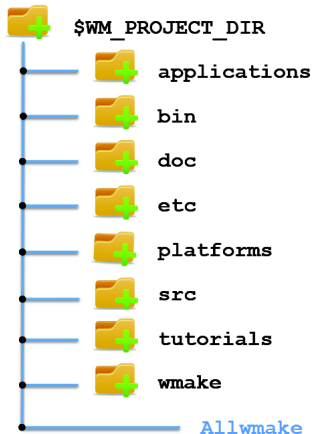 $WM_PROJECT_DIR
applications
bin
doc
etc
platforms
src
tutorials
wmake
Allwmake